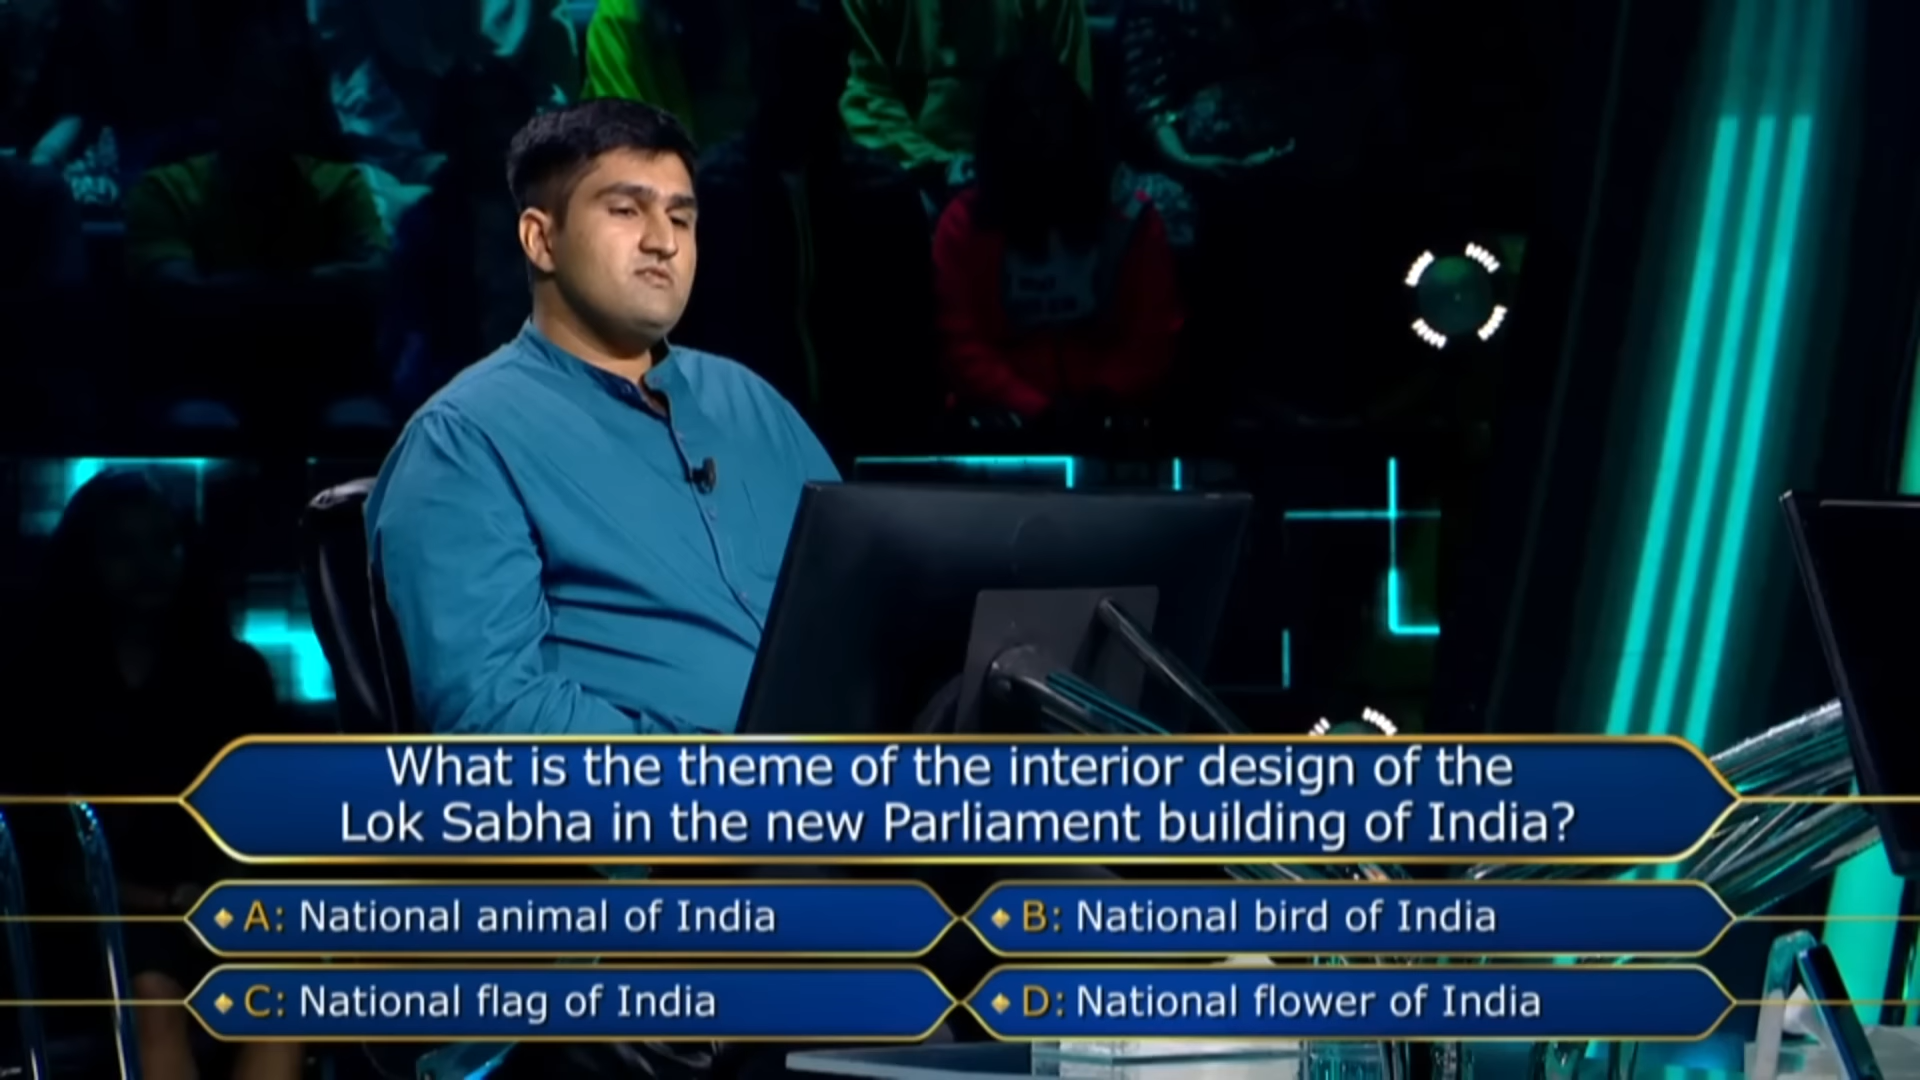 What is the theme of the interior design of the
Lok Sabha in the new Parliament building of India?
A: National animal of India
B: National bird of India
C: National flag of India
D: National flower of India